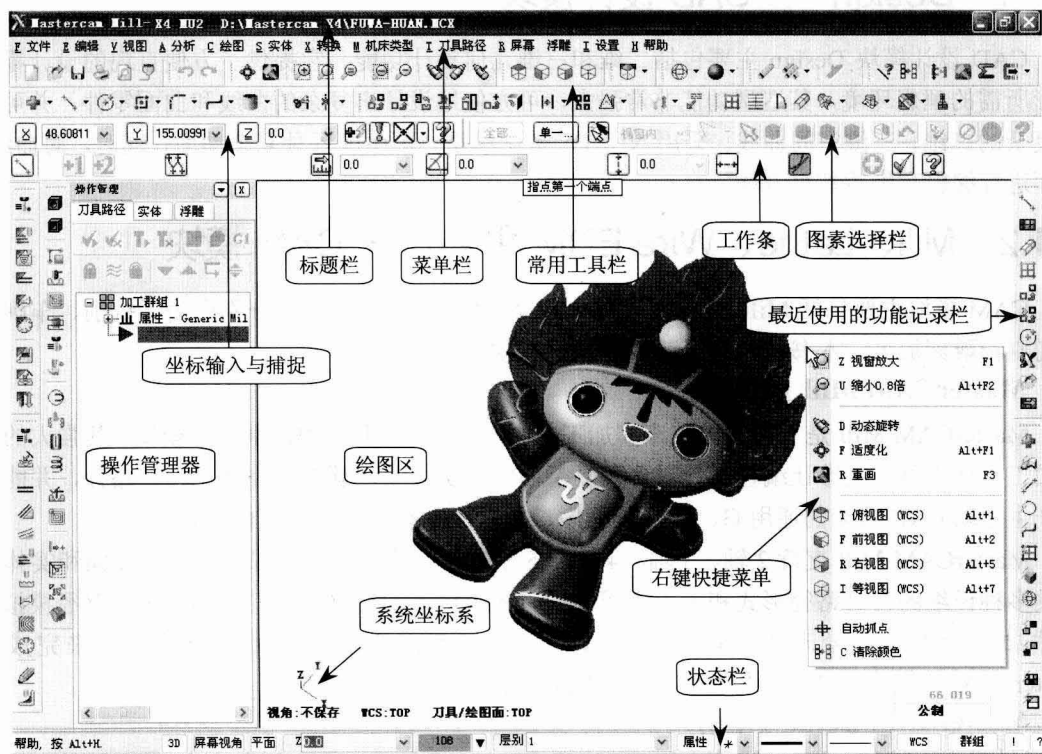 Mastercam Mill-X4 MU2 D:\Mastercam X4\FUWA-HUAN.MCX
F 文件 E 编辑 V 视图 A 分析 C 绘图 S 实体 X 转换 M 机床类型 T 刀具路径 R 屏幕 浮雕 I 设置 H 帮助
X 48.60811 Y 155.00991 Z 0.0 全部... 单一... 视窗内
+1 +2 0.0 0.0 0.0
指点第一个端点
操作管理
刀具路径 实体 浮雕
G1
标题栏
菜单栏
常用工具栏
工作条
图素选择栏
加工群组 1
属性 - Generic Mil
最近使用的功能记录栏
坐标输入与捕捉
Z 视窗放大 F1
U 缩小0.8倍 Alt+F2
D 动态旋转
F 适度化 Alt+F1
R 重画 F3
T 俯视图 (WCS) Alt+1
F 前视图 (WCS) Alt+2
R 右视图 (WCS) Alt+5
I 等视图 (WCS) Alt+7
自动抓点
C 清除颜色
操作管理器
绘图区
右键快捷菜单
系统坐标系
状态栏
Z Y X
66.019
公制
视角:不保存 WCS:TOP 刀具/绘图面:TOP
帮助, 按 Alt+H. 3D 屏幕视角 平面 Z 0.0 108 层别 1 属性 * WCS 群组 ! ?